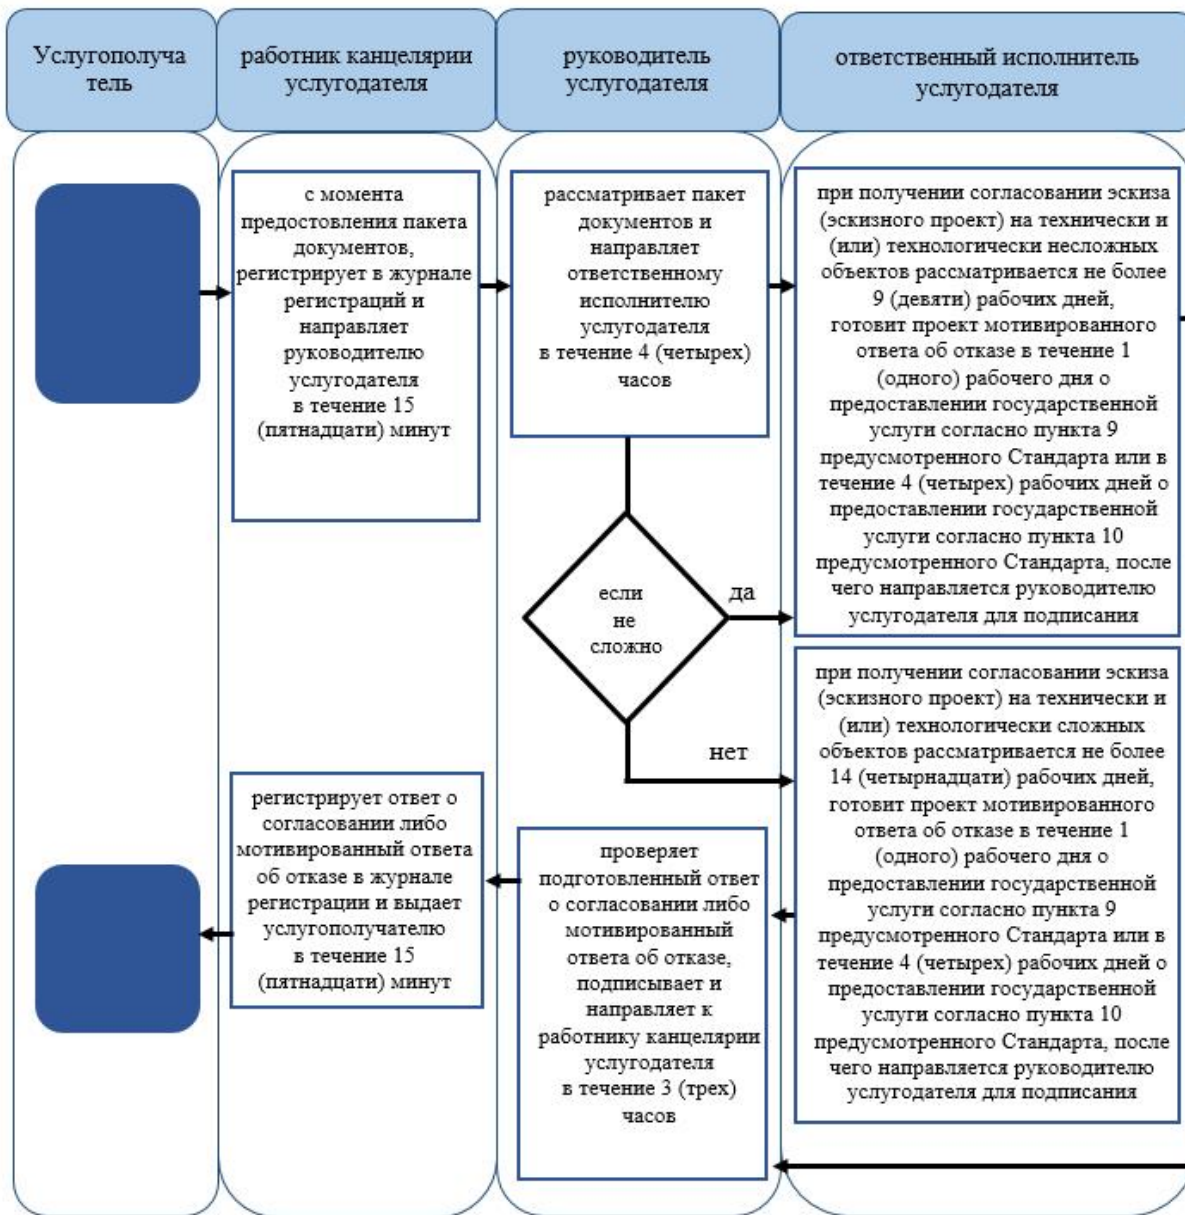 Услугополуча
тель
работник канцелярии
услугодателя
руководитель
услугодателя
ответственный исполнитель
услугодателя
с момента
предостовления пакета
документов,
регистрирует в журнале
регистраций и
направляет
руководителю
услугодателя
в течение 15
(пятнадцати) минут
рассматривает пакет
документов и
направляет
ответственному
исполнителю
услугодателя
в течение 4 (четырех)
часов
при получении согласовании эскиза
(эскизного проект) на технически и
(или) технологически несложных
объектов рассматривается не более
9 (девяти) рабочих дней,
готовит проект мотивированного
ответа об отказе в течение 1
(одного) рабочего дня о
предоставлении государственной
услуги согласно пункта 9
предусмотренного Стандарта или в
течение 4 (четырех) рабочих дней о
предоставлении государственной
услуги согласно пункта 10
предусмотренного Стандарта, после
чего направляется руководителю
услугодателя для подписания
если
не
сложно
да
нет
при получении согласовании эскиза
(эскизного проект) на технически и
(или) технологически сложных
объектов рассматривается не более
14 (четырнадцати) рабочих дней,
готовит проект мотивированного
ответа об отказе в течение 1
(одного) рабочего дня о
предоставлении государственной
услуги согласно пункта 9
предусмотренного Стандарта или в
течение 4 (четырех) рабочих дней о
предоставлении государственной
услуги согласно пункта 10
предусмотренного Стандарта, после
чего направляется руководителю
услугодателя для подписания
проверяет
подготовленный ответ
о согласовании либо
мотивированный
ответа об отказе,
подписывает и
направляет к
работнику канцелярии
услугодателя
в течение 3 (трех)
часов
регистрирует ответ о
согласовании либо
мотивированный ответа
об отказе в журнале
регистрации и выдает
услугополучателю
в течение 15
(пятнадцати) минут